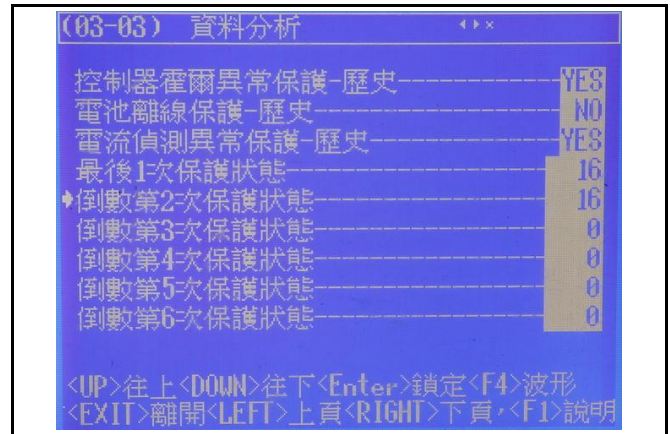 (03-03) 資料分析
控制器霍爾異常保護-歷史----------------YES
電池離線保護-歷史----------------------NO
電流偵測異常保護-歷史------------------YES
最後1次保護狀態------------------------16
倒數第2次保護狀態----------------------16
倒數第3次保護狀態----------------------0
倒數第4次保護狀態----------------------0
倒數第5次保護狀態----------------------0
倒數第6次保護狀態----------------------0
<UP>往上<DOWN>往下<Enter>鎖定<F4>波形
<EXIT>離開<LEFT>上頁<RIGHT>下頁,<F1>說明